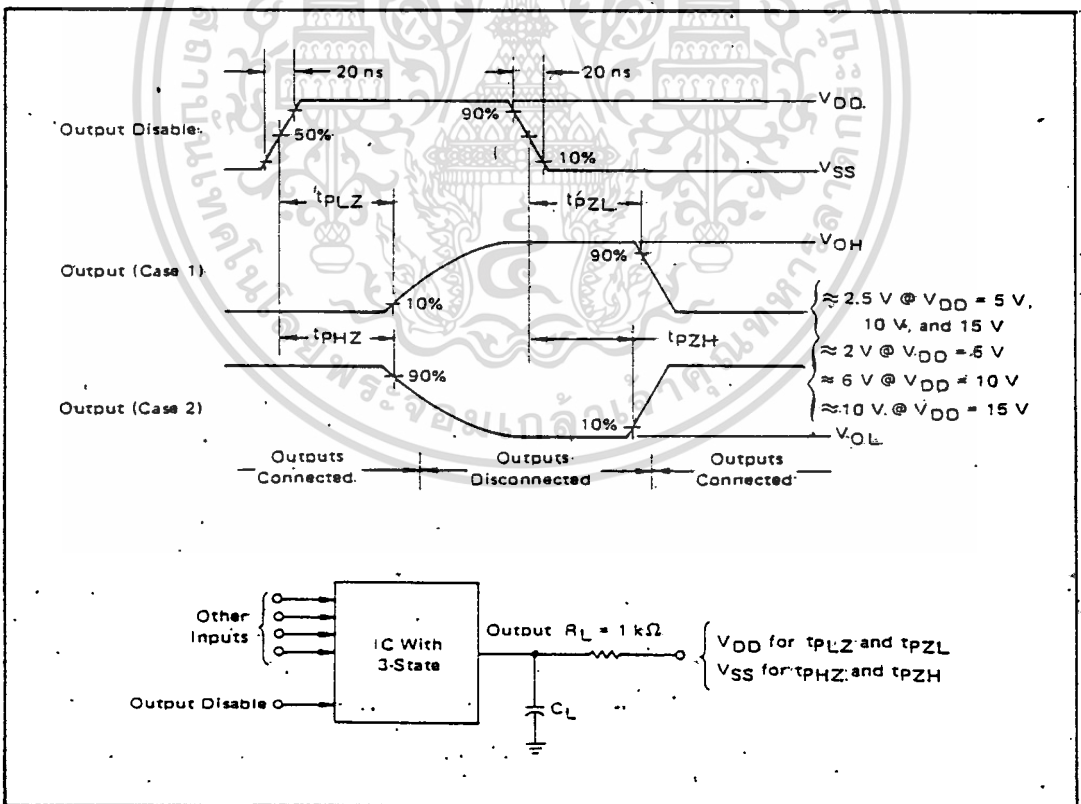 20 ns
20 ns
Output Disable
50%
90%
10%
VDD
VSS
tPLZ
tPZL
Output (Case 1)
10%
90%
VOH
tPHZ
tPZH
Output (Case 2)
90%
10%
≈ 2.5 V @ VDD = 5 V,
10 V, and 15 V
≈ 2 V @ VDD = 5 V
≈ 6 V @ VDD = 10 V
≈ 10 V @ VDD = 15 V
VOL
Outputs Connected
Outputs Disconnected
Outputs Connected
Other Inputs
IC With 3-State
Output RL = 1 kΩ
VDD for tPLZ and tPZL
VSS for tPHZ and tPZH
Output Disable
CL